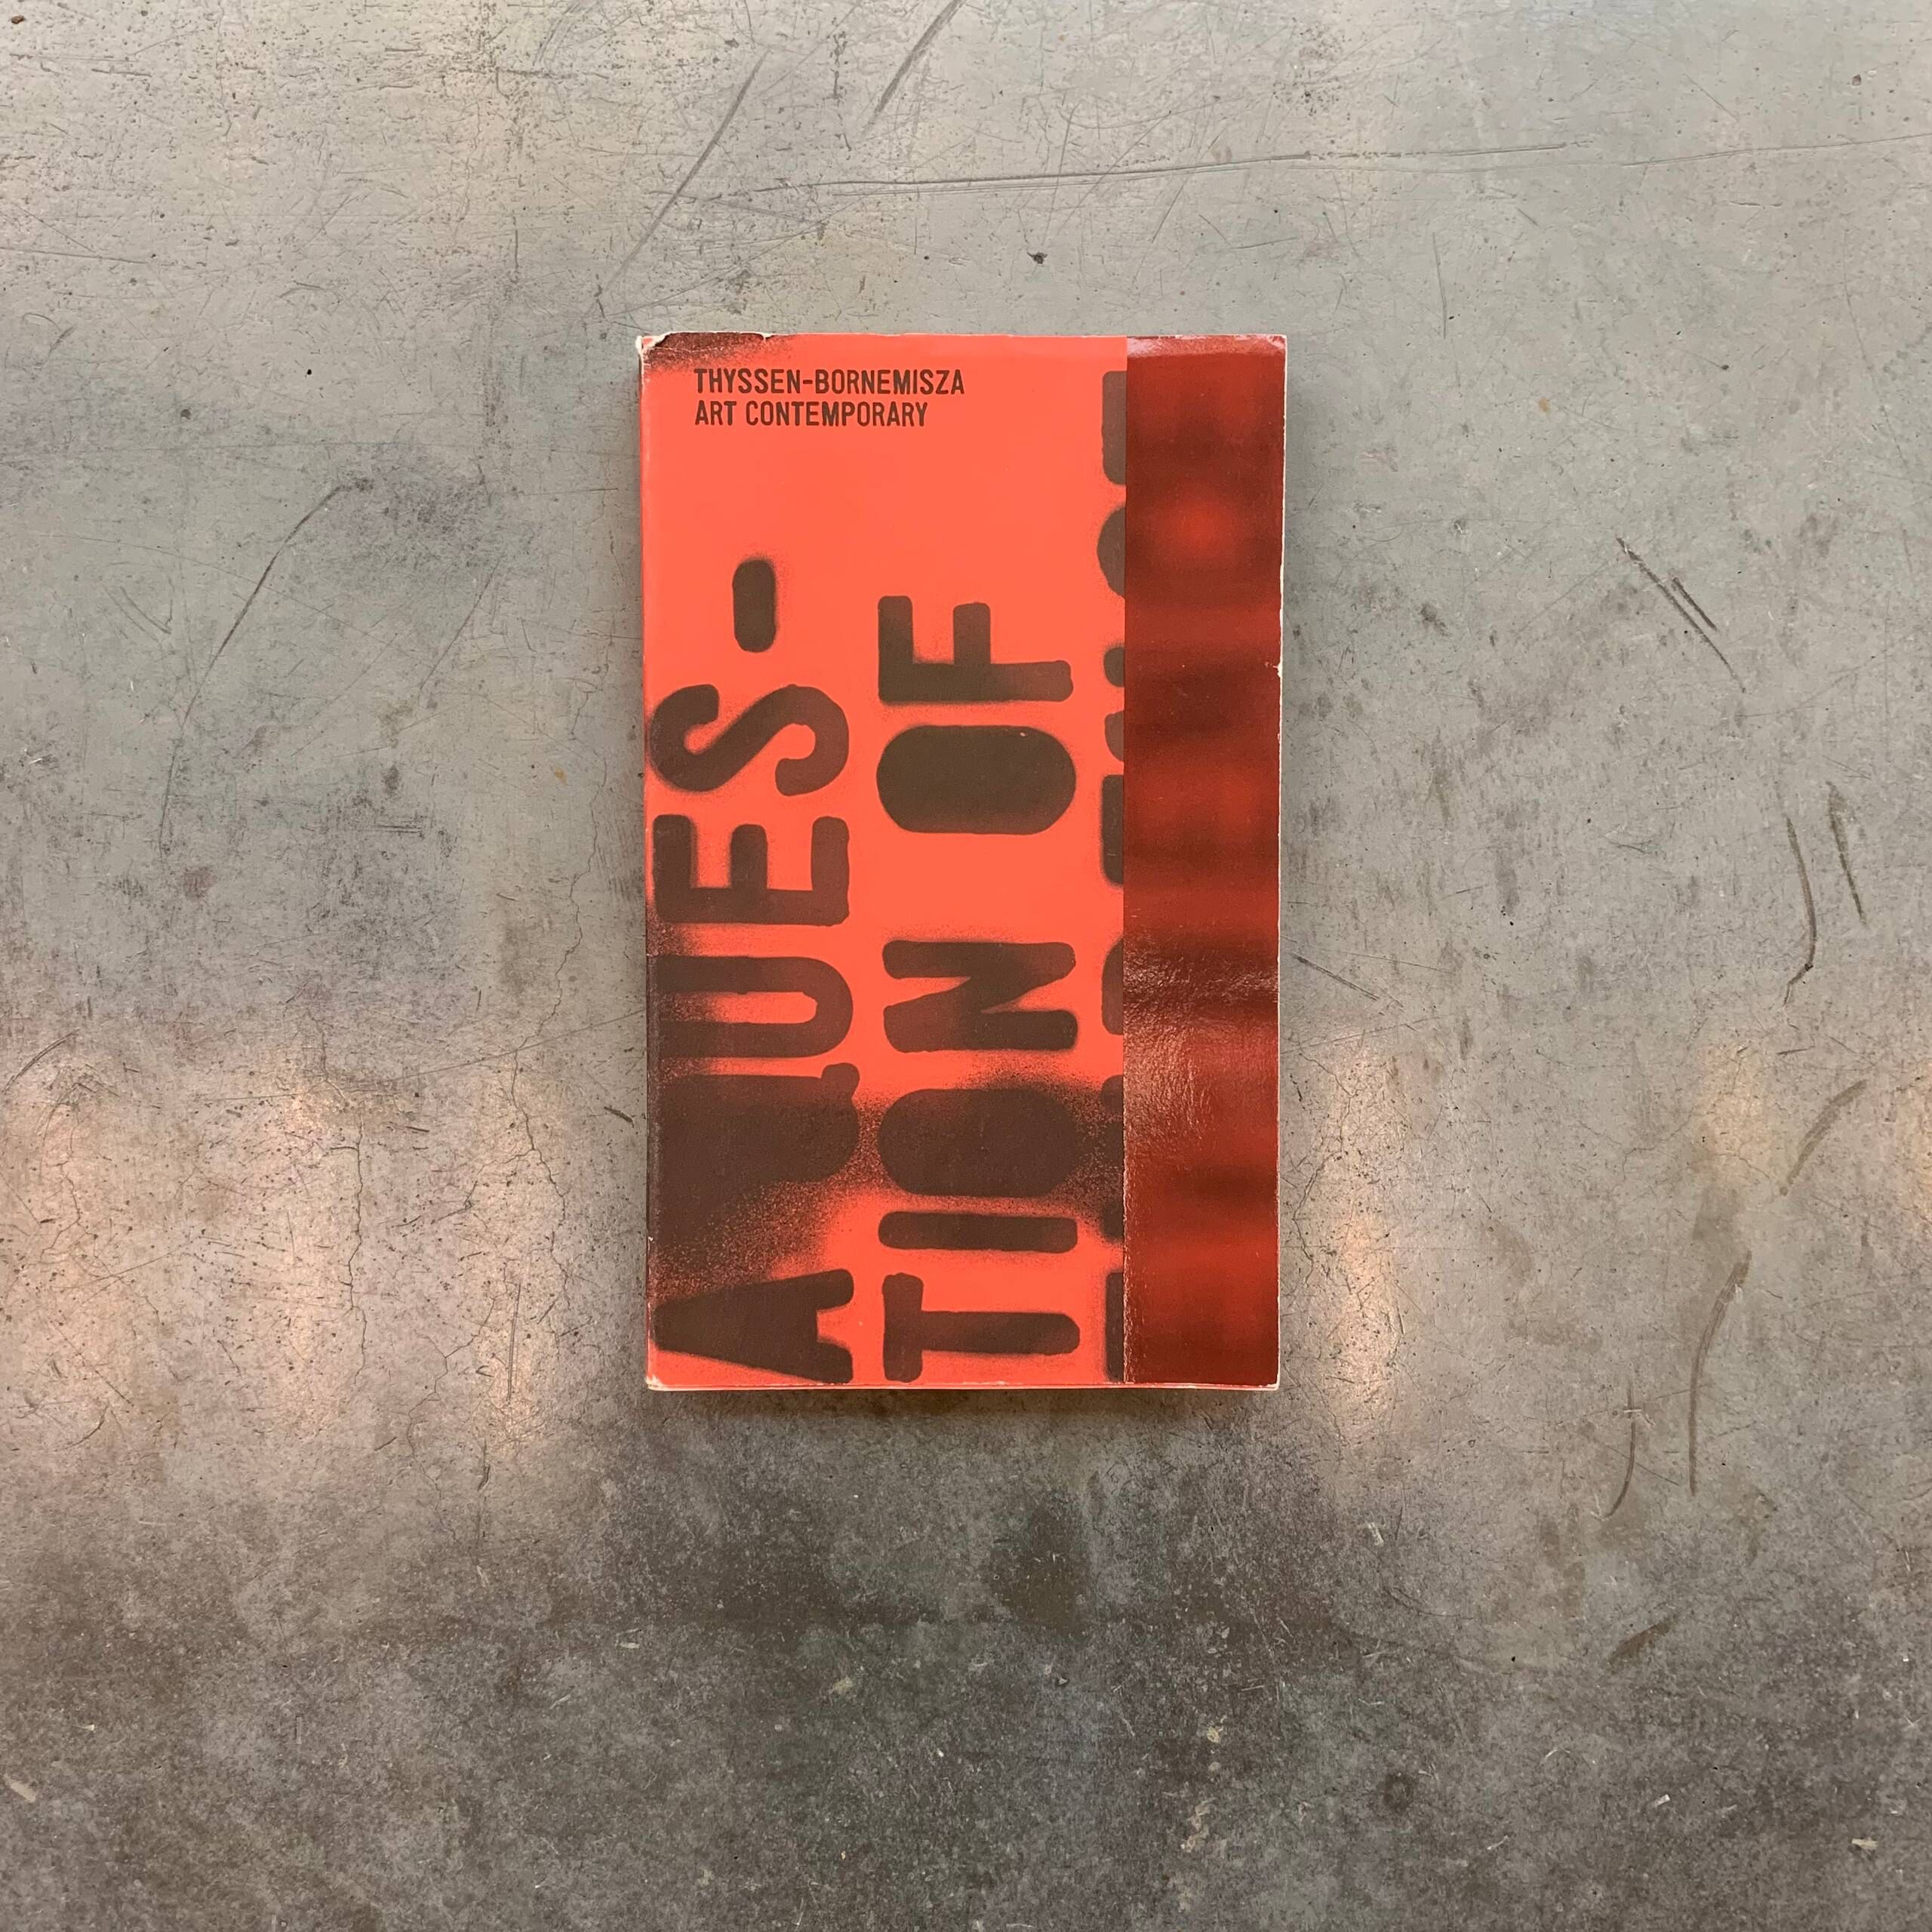 THYSSEN-BORNEMISZA
ART CONTEMPORARY
A QUES-
TION OF